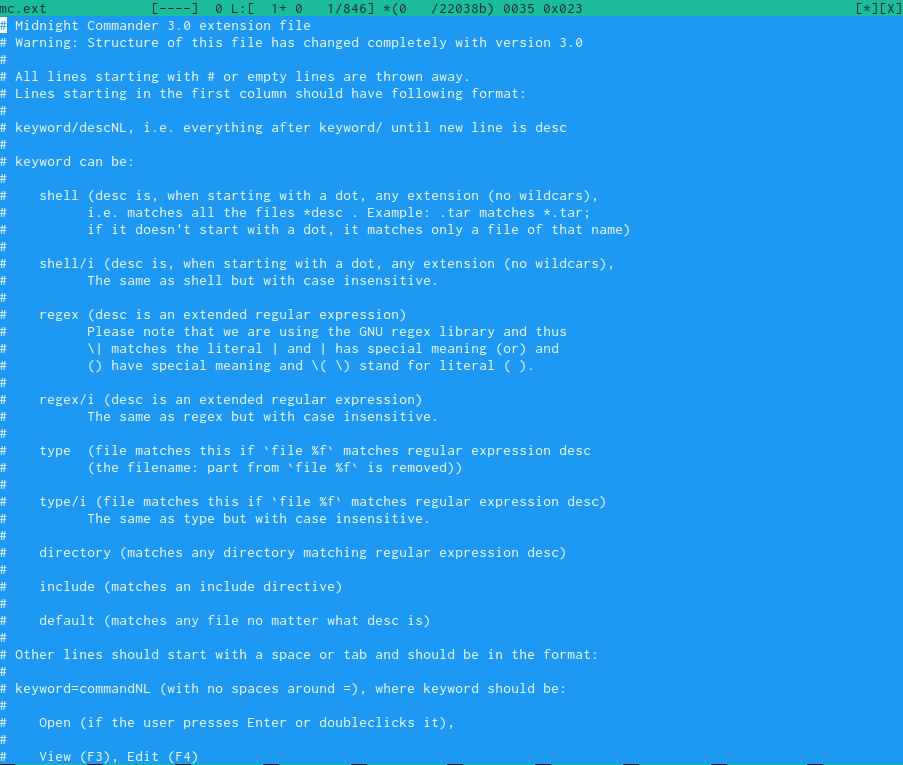 mc.ext [----] 0 L:[ 1+ 0 1/846] *(0 /22038b) 0035 0x023 [*][X]
# Midnight Commander 3.0 extension file
# Warning: Structure of this file has changed completely with version 3.0
#
# All lines starting with # or empty lines are thrown away.
# Lines starting in the first column should have following format:
#
# keyword/descNL, i.e. everything after keyword/ until new line is desc
#
# keyword can be:
#
#    shell (desc is, when starting with a dot, any extension (no wildcars),
#          i.e. matches all the files *desc . Example: .tar matches *.tar;
#          if it doesn't start with a dot, it matches only a file of that name)
#
#    shell/i (desc is, when starting with a dot, any extension (no wildcars),
#          The same as shell but with case insensitive.
#
#    regex (desc is an extended regular expression)
#          Please note that we are using the GNU regex library and thus
#          \| matches the literal | and | has special meaning (or) and
#          () have special meaning and \( \) stand for literal ( ).
#
#    regex/i (desc is an extended regular expression)
#          The same as regex but with case insensitive.
#
#    type  (file matches this if `file %f` matches regular expression desc
#          (the filename: part from `file %f` is removed))
#
#    type/i (file matches this if `file %f` matches regular expression desc)
#          The same as type but with case insensitive.
#
#    directory (matches any directory matching regular expression desc)
#
#    include (matches an include directive)
#
#    default (matches any file no matter what desc is)
#
# Other lines should start with a space or tab and should be in the format:
#
# keyword=commandNL (with no spaces around =), where keyword should be:
#
#    Open (if the user presses Enter or doubleclicks it),
#
#    View (F3), Edit (F4)